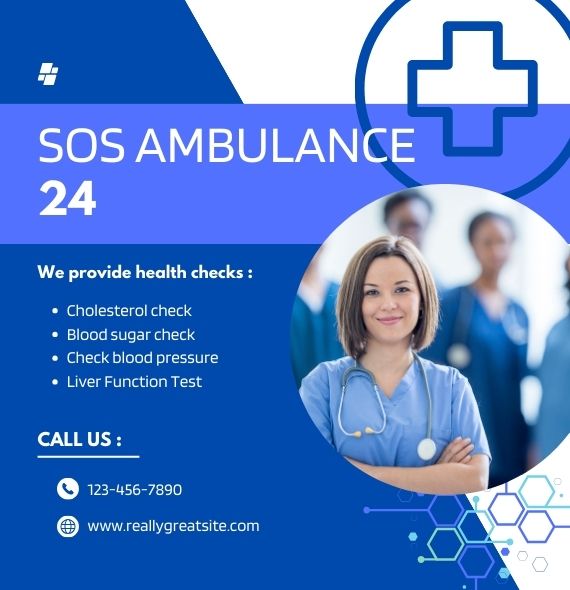 SOS AMBULANCE
24
We provide health checks :
• Cholesterol check
• Blood sugar check
• Check blood pressure
• Liver Function Test
CALL US :
123-456-7890
www.reallygreatsite.com